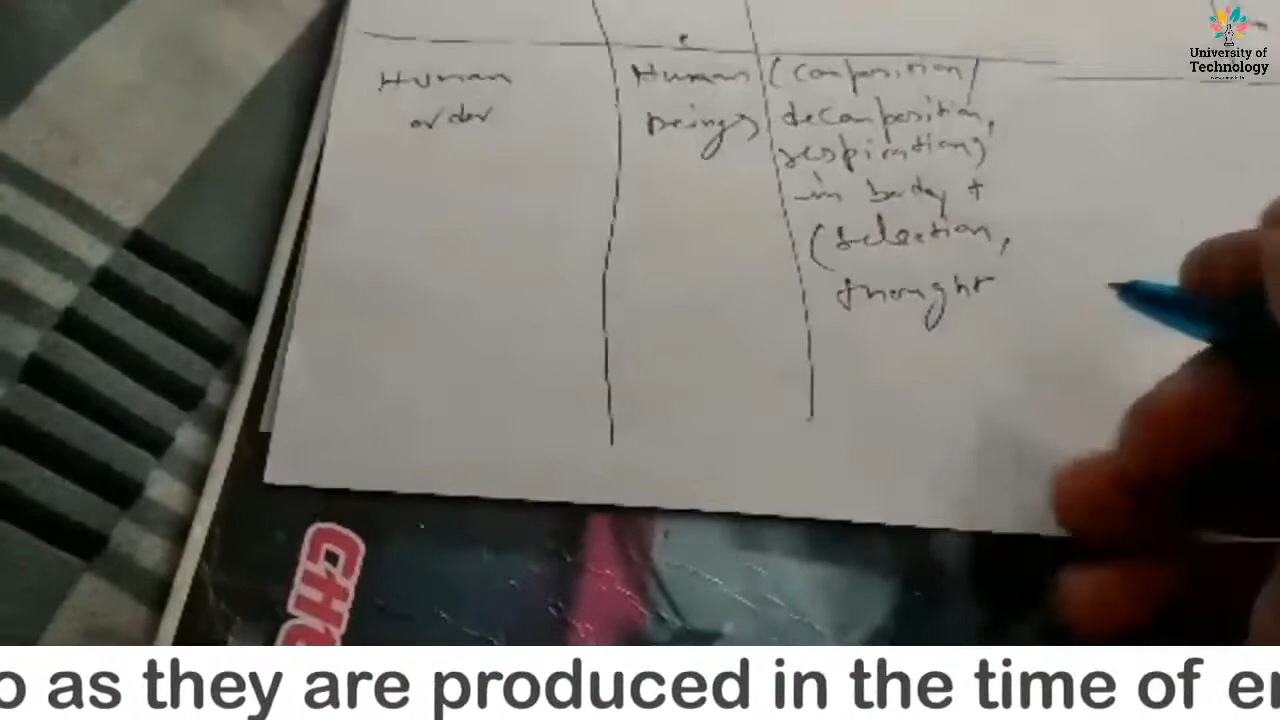 University of
Technology
Human
order
Human
Beings
(composition/
decomposition,
respiration)
in body +
(selection,
thought
CHO
o as they are produced in the time of e